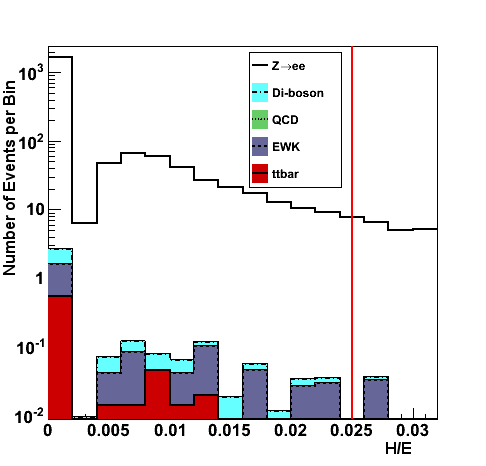 Number of Events per Bin
10³
10²
10
1
10⁻¹
10⁻²
Z→ee
Di-boson
QCD
EWK
ttbar
0 0.005 0.01 0.015 0.02 0.025 0.03
H/E